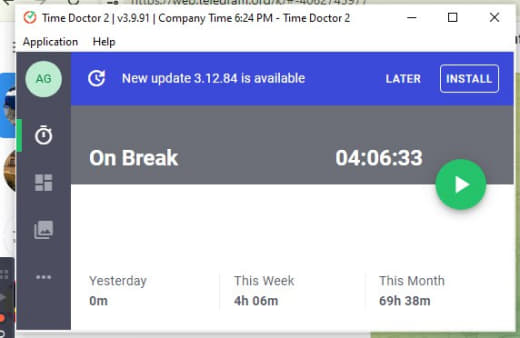 https://web.telegram.org/k/#-4062745977
Time Doctor 2 | v3.9.91 | Company Time 6:24 PM - Time Doctor 2
Application Help
AG
New update 3.12.84 is available LATER INSTALL
On Break 04:06:33
Yesterday This Week This Month
0m 4h 06m 69h 38m